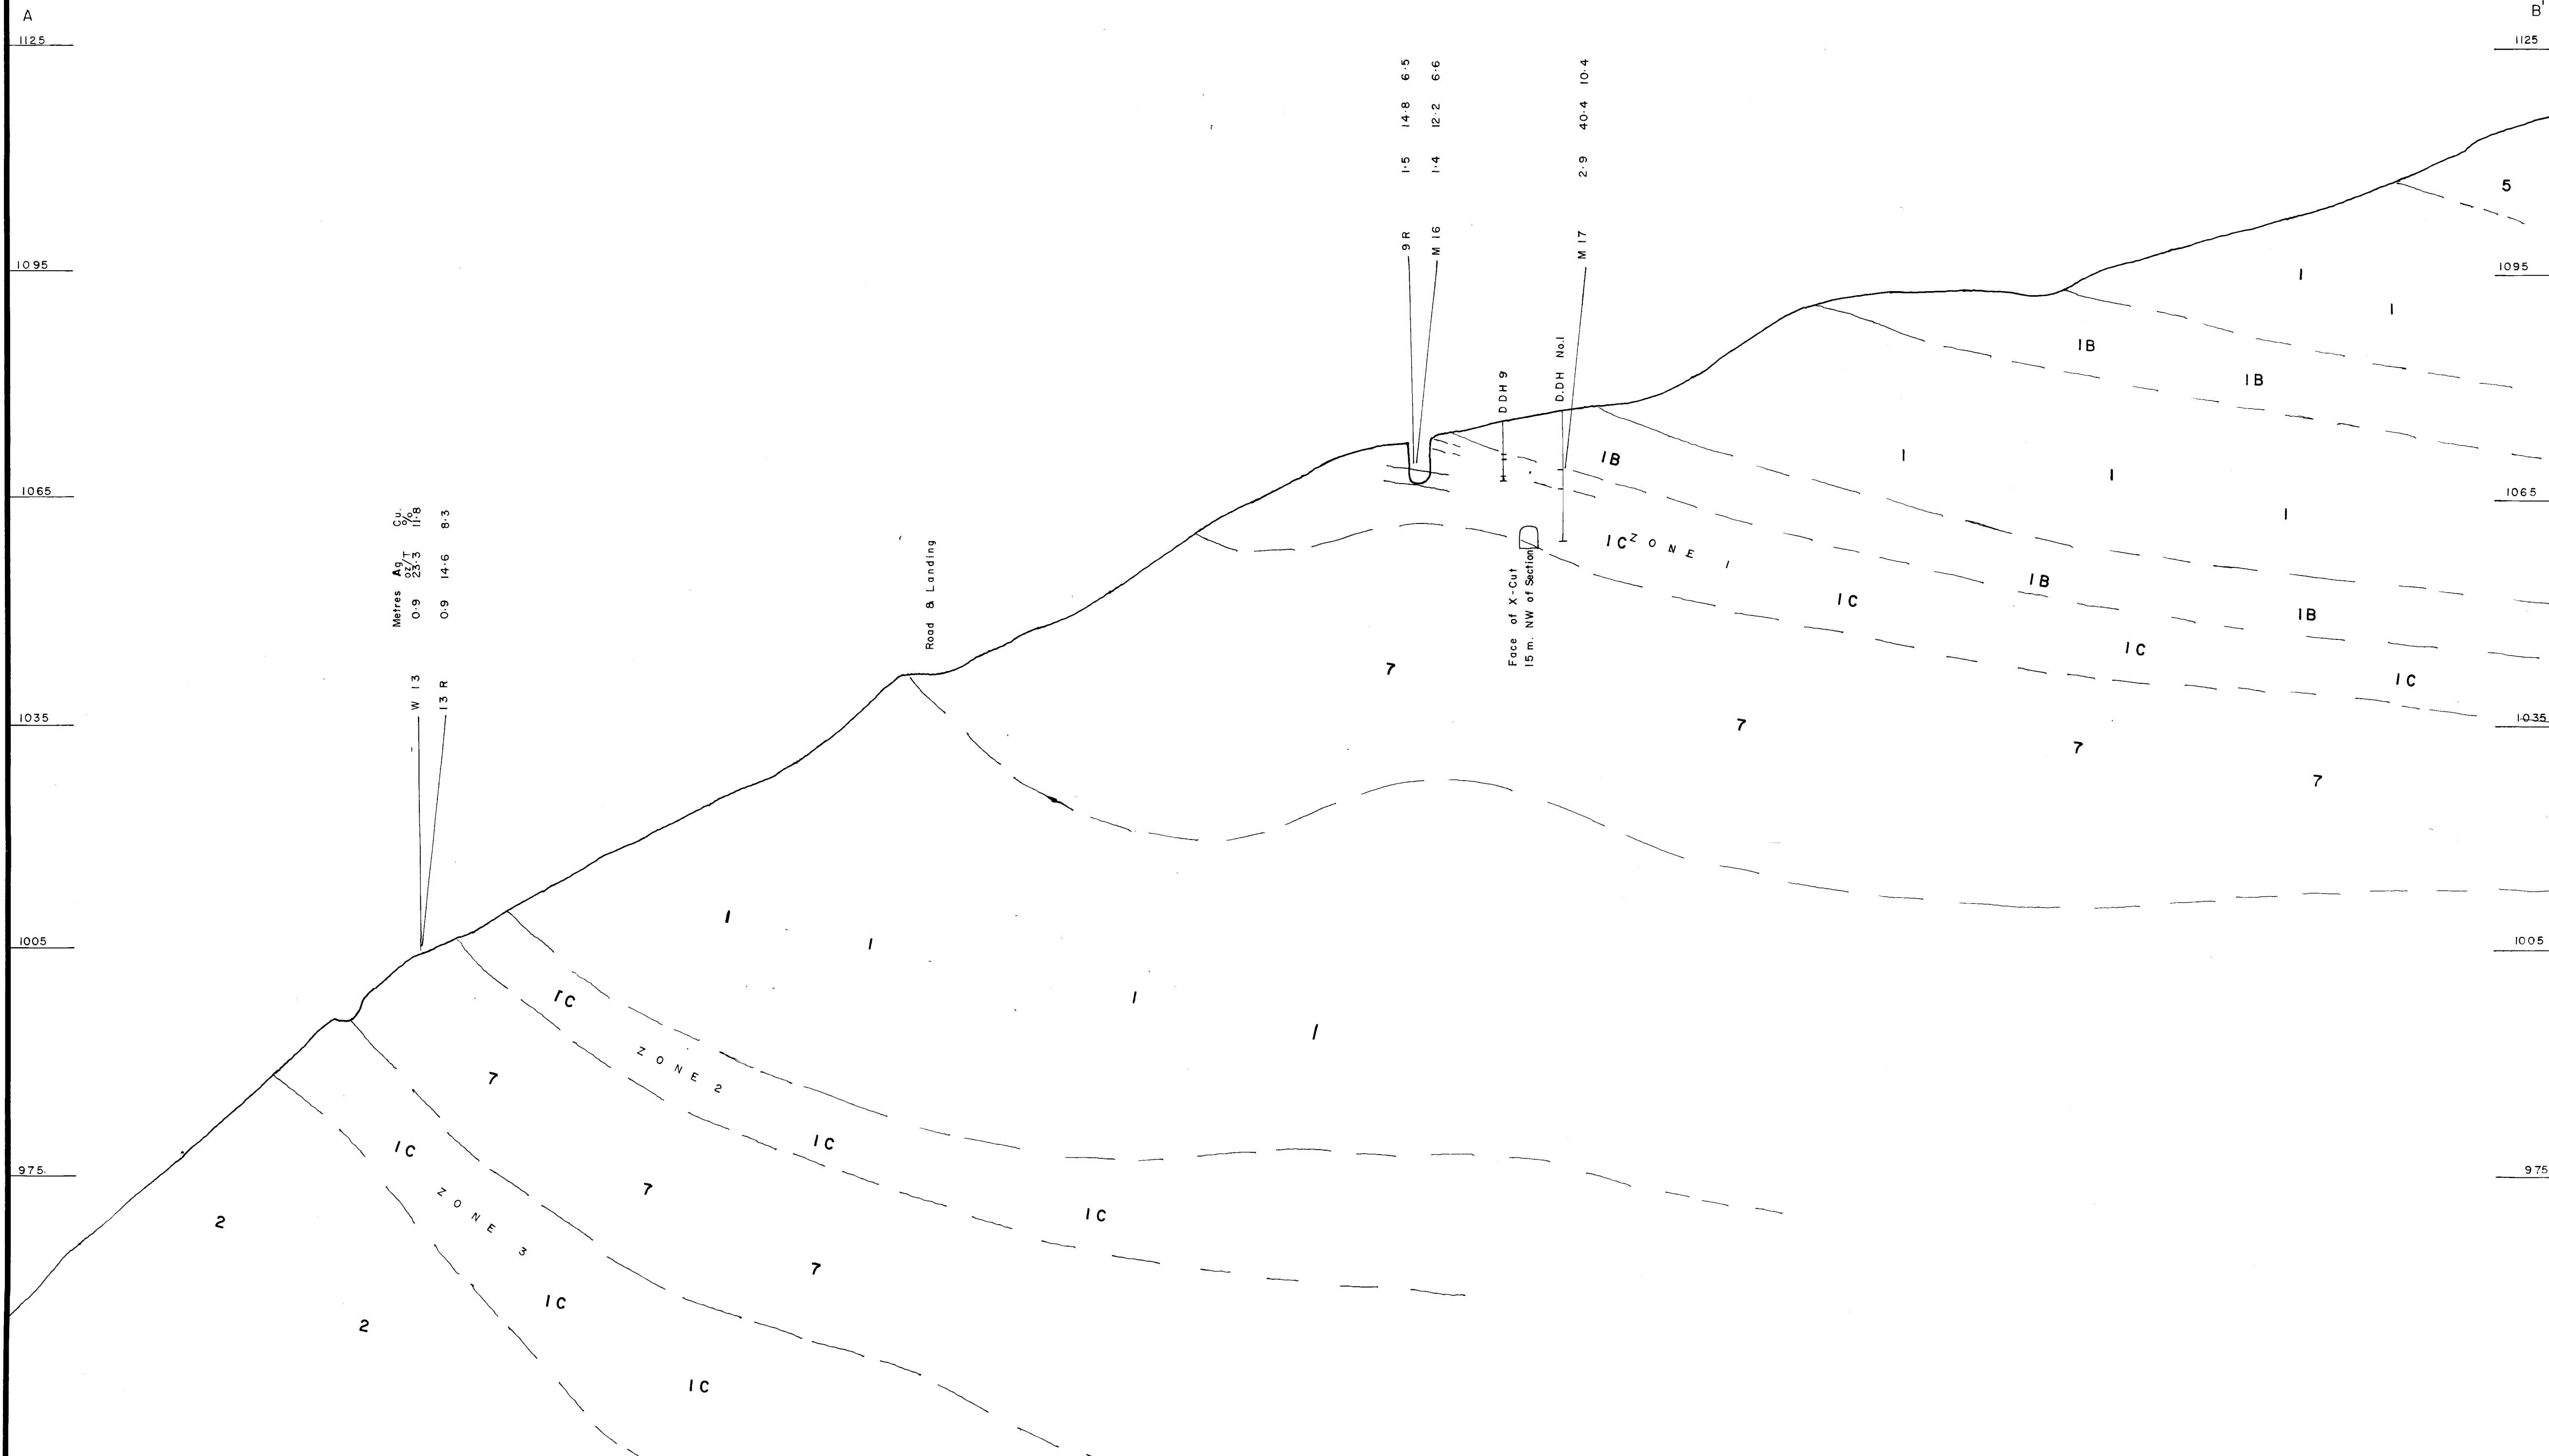 A
B'
1125
1125
6·5
14·8
1·5
9 R
6·6
12·2
1·4
M 16
10·4
40·4
2·9
M 17
5
1095
1095
1
1
1B
1B
DDH 9
D.DH No.1
1065
1065
1B
1
1
1
Metres Ag oz/T Cu. %
W 13 0·9 23·3 11·8
13 R 0·9 14·6 8·3
Road & Landing
Face of X-Cut
15 m. NW of Section
1C ZONE 1
1C
1B
1B
1C
1C
7
7
7
7
1035
1035
1005
1005
1
1
1
1
1C
ZONE 2
7
1C
1C
975
975
1C
7
1C
ZONE 3
2
7
1C
2
1C